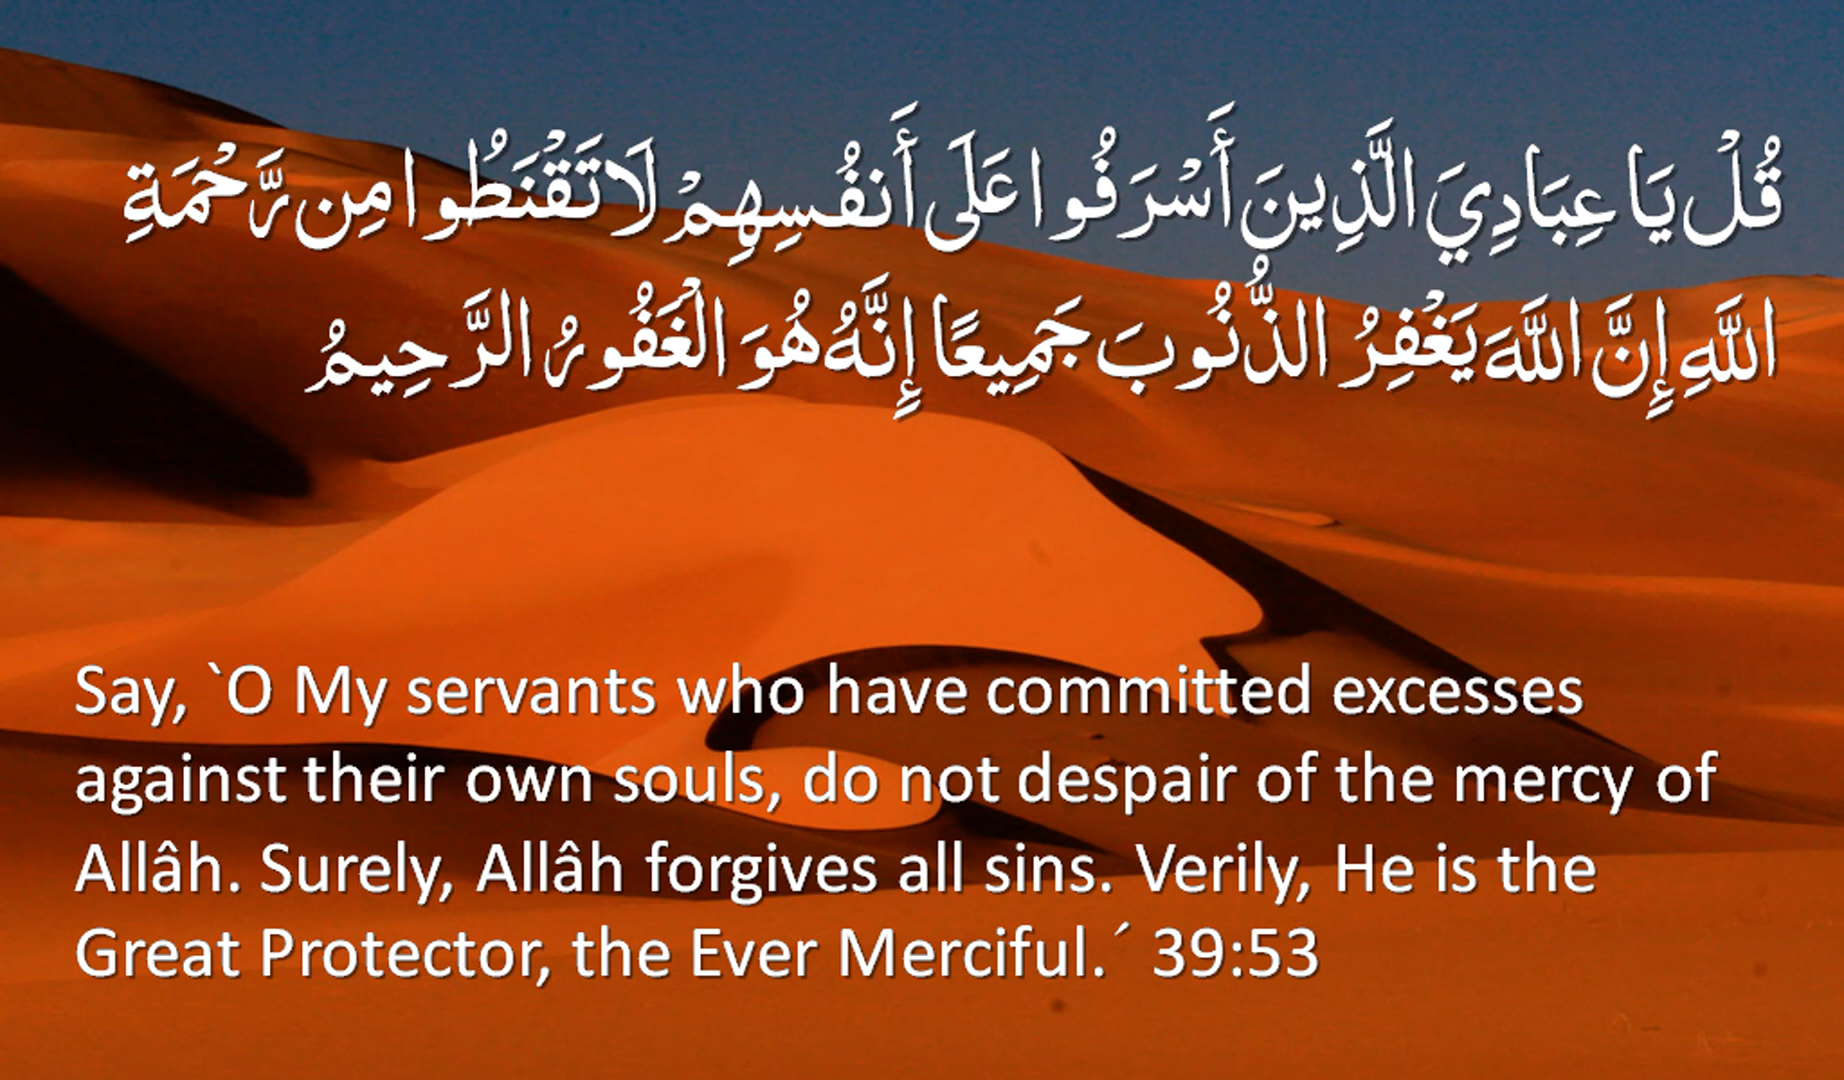 قُلْ يَا عِبَادِيَ الَّذِينَ أَسْرَفُوا عَلَى أَنفُسِهِمْ لَا تَقْنَطُوا مِن رَّحْمَةِ
اللَّهِ إِنَّ اللَّهَ يَغْفِرُ الذُّنُوبَ جَمِيعًا إِنَّهُ هُوَ الْغَفُورُ الرَّحِيمُ
Say, `O My servants who have committed excesses
against their own souls, do not despair of the mercy of
Allâh. Surely, Allâh forgives all sins. Verily, He is the
Great Protector, the Ever Merciful.´ 39:53